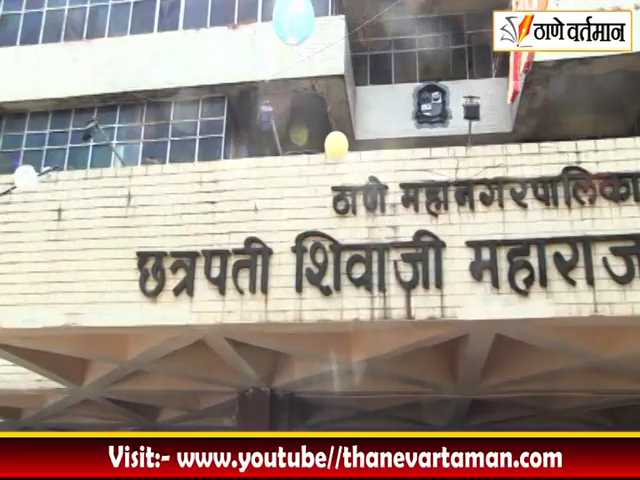 ठाणे वर्तमान
ठाणे महानगरपालिका
छत्रपती शिवाजी महाराज
Visit:- www.youtube//thanevartaman.com